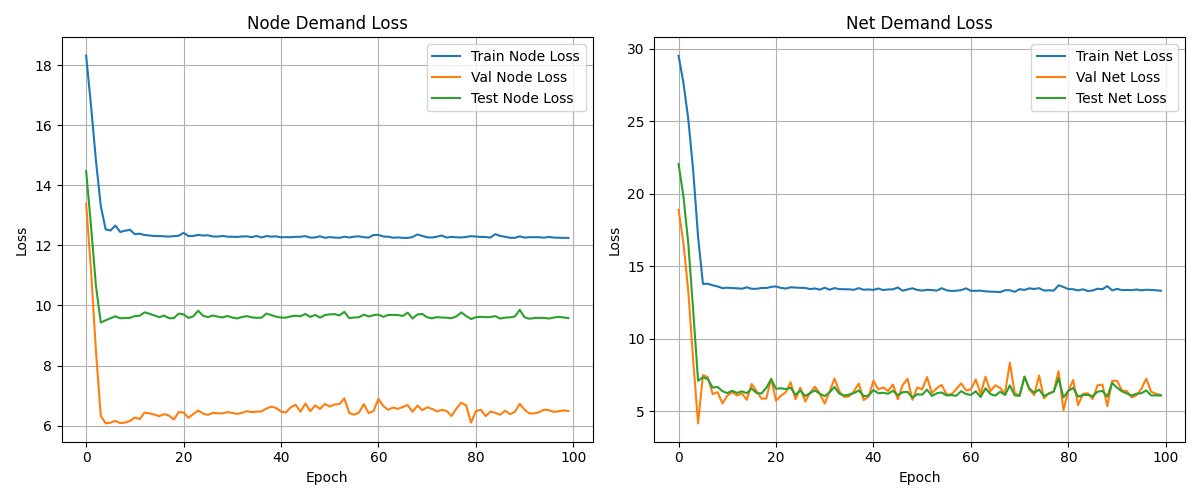 Node Demand Loss
Train Node Loss
Val Node Loss
Test Node Loss
18
16
14
12
10
8
6
0 20 40 60 80 100
Epoch
Loss
Net Demand Loss
Train Net Loss
Val Net Loss
Test Net Loss
30
25
20
15
10
5
0 20 40 60 80 100
Epoch
Loss